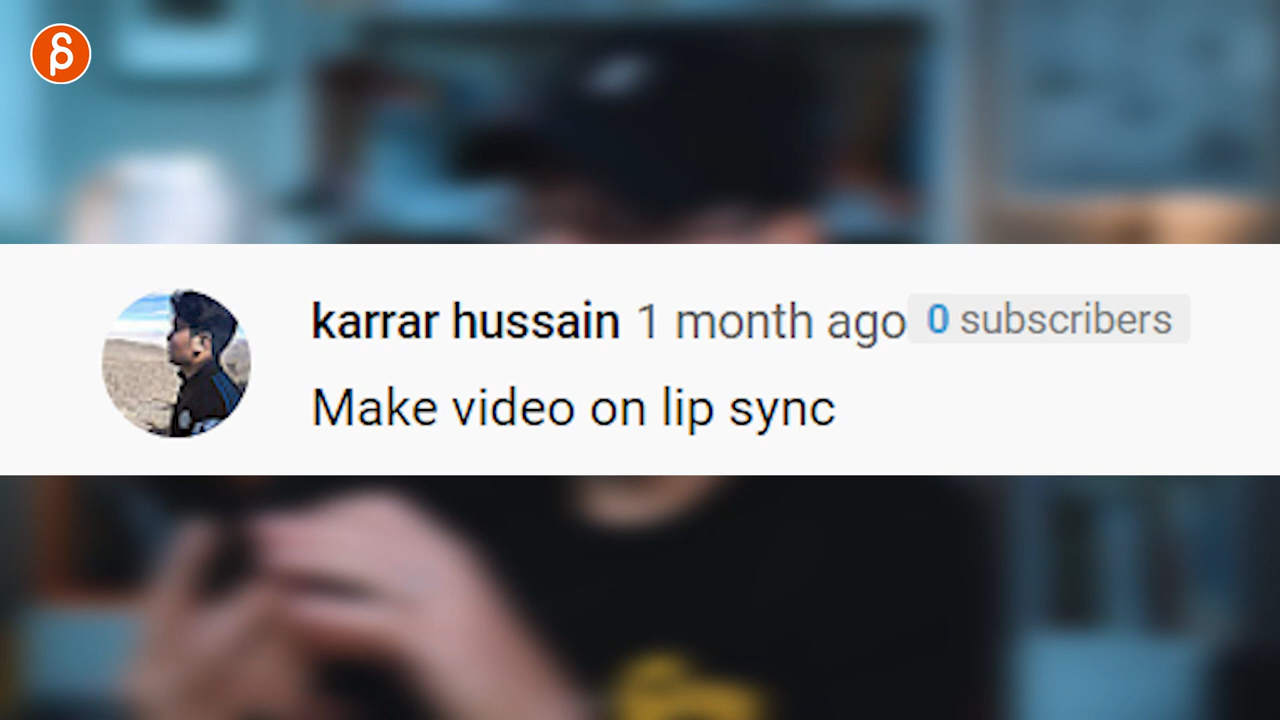 karrar hussain 1 month ago 0 subscribers
Make video on lip sync